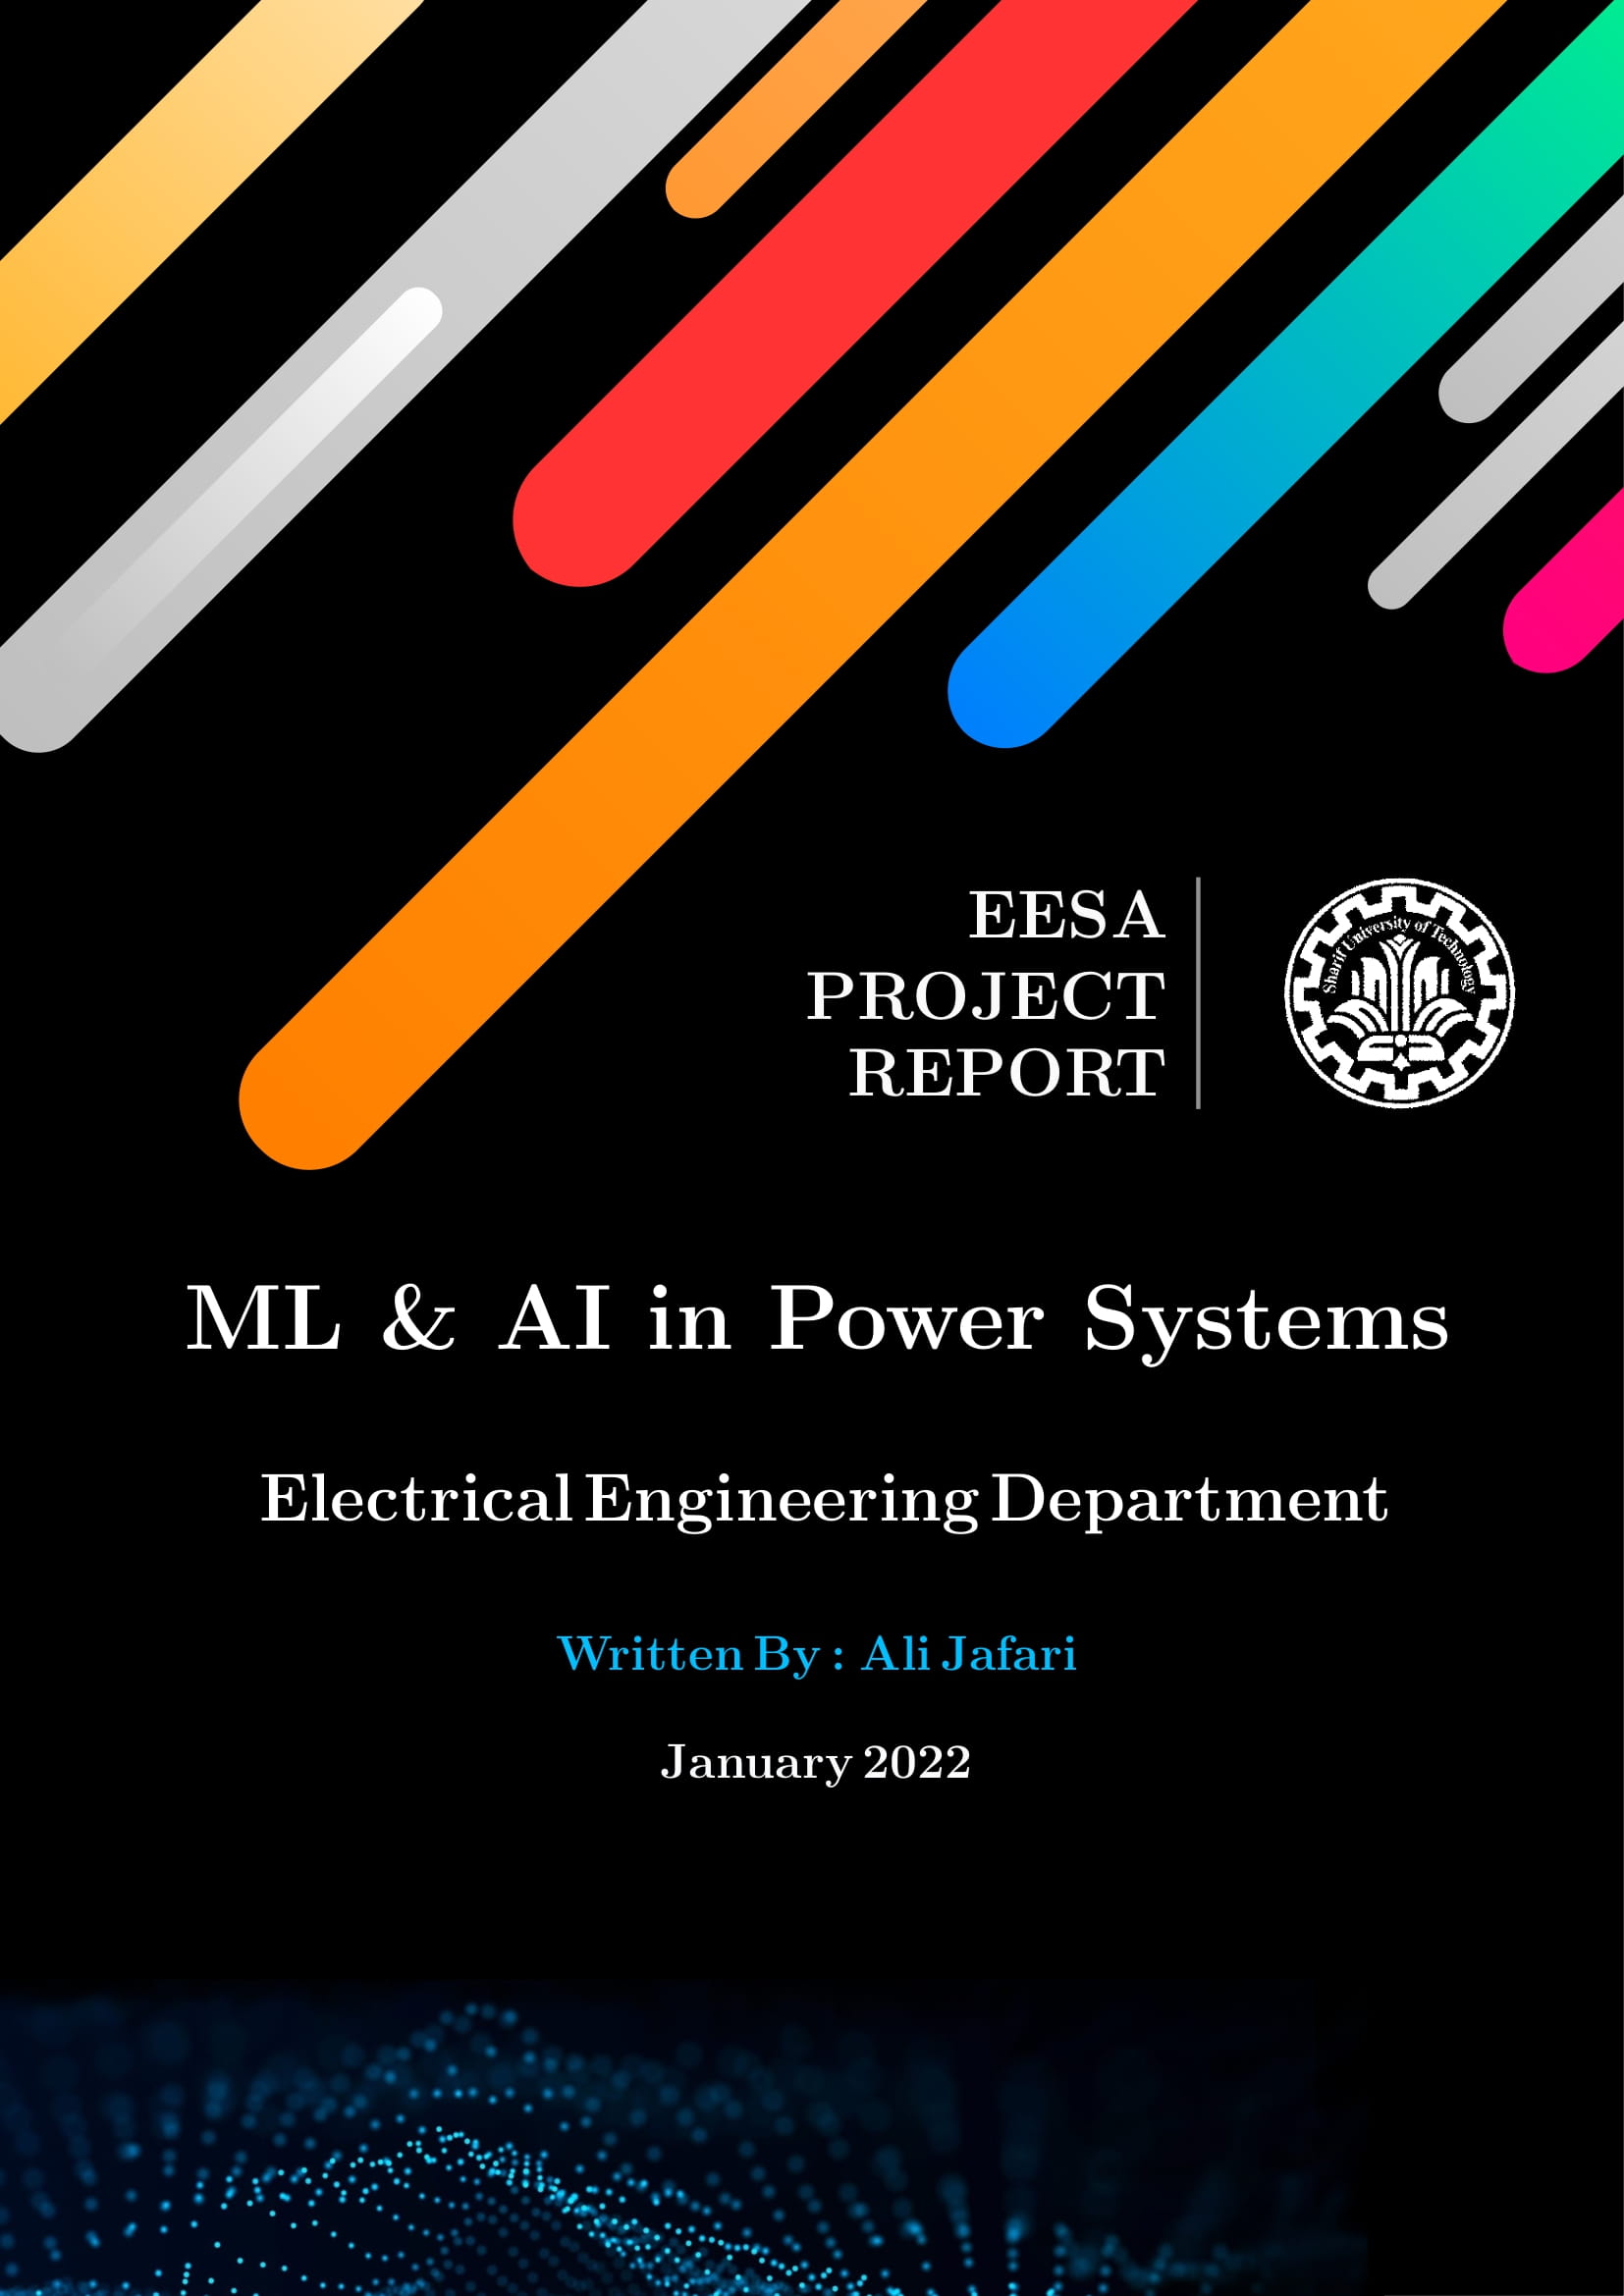 EESA
PROJECT
REPORT
Sharif University of Technology
ML & AI in Power Systems
Electrical Engineering Department
Written By : Ali Jafari
January 2022